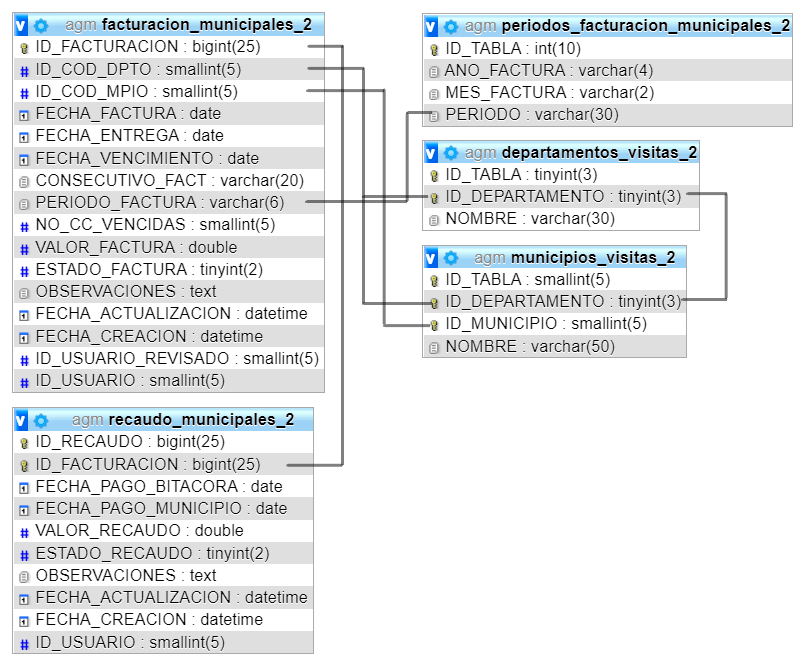 agm facturacion_municipales_2
ID_FACTURACION : bigint(25)
ID_COD_DPTO : smallint(5)
ID_COD_MPIO : smallint(5)
FECHA_FACTURA : date
FECHA_ENTREGA : date
FECHA_VENCIMIENTO : date
CONSECUTIVO_FACT : varchar(20)
PERIODO_FACTURA : varchar(6)
NO_CC_VENCIDAS : smallint(5)
VALOR_FACTURA : double
ESTADO_FACTURA : tinyint(2)
OBSERVACIONES : text
FECHA_ACTUALIZACION : datetime
FECHA_CREACION : datetime
ID_USUARIO_REVISADO : smallint(5)
ID_USUARIO : smallint(5)
agm recaudo_municipales_2
ID_RECAUDO : bigint(25)
ID_FACTURACION : bigint(25)
FECHA_PAGO_BITACORA : date
FECHA_PAGO_MUNICIPIO : date
VALOR_RECAUDO : double
ESTADO_RECAUDO : tinyint(2)
OBSERVACIONES : text
FECHA_ACTUALIZACION : datetime
FECHA_CREACION : datetime
ID_USUARIO : smallint(5)
agm periodos_facturacion_municipales_2
ID_TABLA : int(10)
ANO_FACTURA : varchar(4)
MES_FACTURA : varchar(2)
PERIODO : varchar(30)
agm departamentos_visitas_2
ID_TABLA : tinyint(3)
ID_DEPARTAMENTO : tinyint(3)
NOMBRE : varchar(30)
agm municipios_visitas_2
ID_TABLA : smallint(5)
ID_DEPARTAMENTO : tinyint(3)
ID_MUNICIPIO : smallint(5)
NOMBRE : varchar(50)